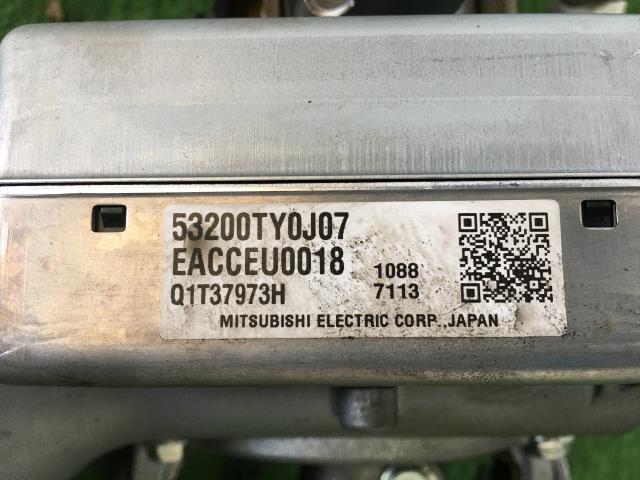 53200TY0J07
EACCEU0018
1088
Q1T37973H
7113
MITSUBISHI ELECTRIC CORP.,JAPAN